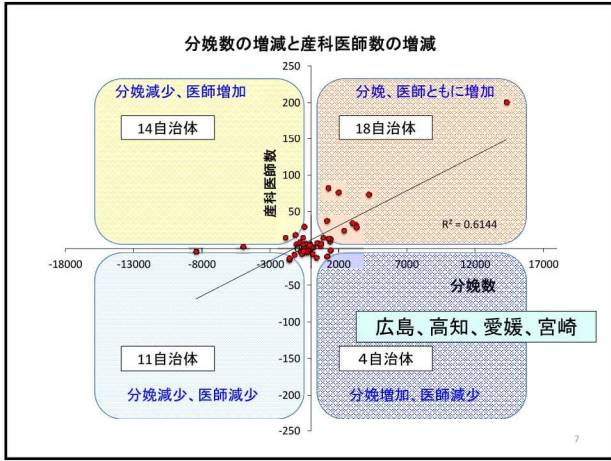 分娩数の増減と産科医師数の増減
250
200
150
100
50
0
-50
-100
-150
-200
-250
産科医師数
-18000 -13000 -8000 -3000 2000 7000 12000 17000
分娩数
分娩減少、医師増加
14自治体
分娩、医師ともに増加
18自治体
R² = 0.6144
広島、高知、愛媛、宮崎
11自治体
分娩減少、医師減少
4自治体
分娩増加、医師減少
7